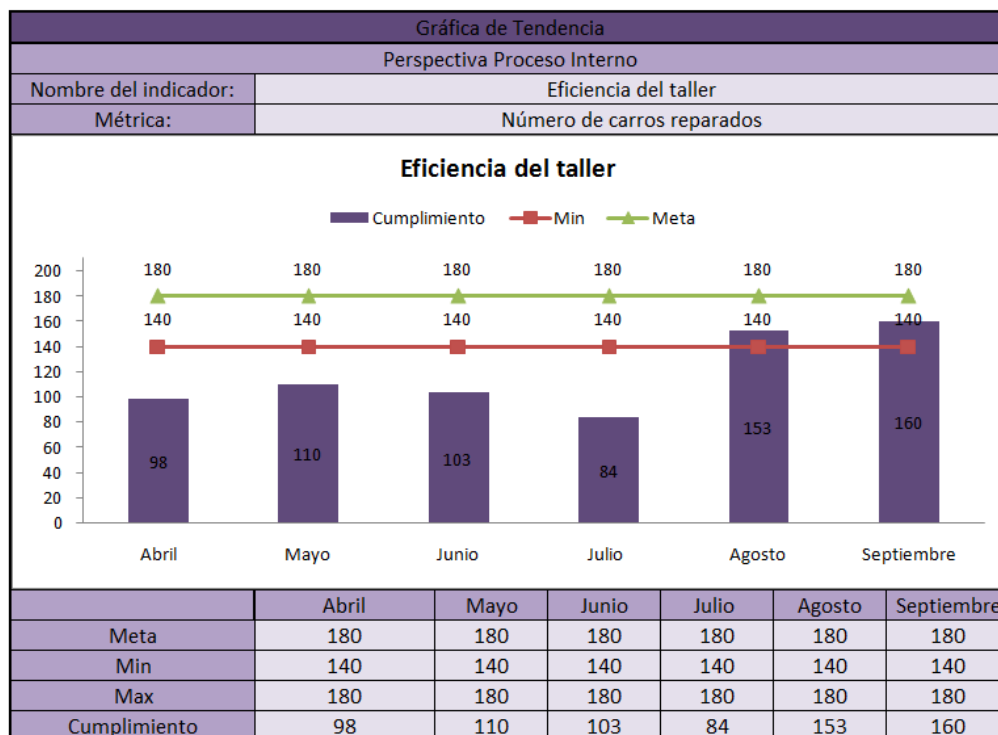 Gráfica de Tendencia
Perspectiva Proceso Interno
Nombre del indicador: Eficiencia del taller
Métrica: Número de carros reparados
Eficiencia del taller
Cumplimiento Min Meta
200
180
160
140
120
100
80
60
40
20
0
180 180 180 180 180 180
140 140 140 140 140 140
98 110 103 84 153 160
Abril Mayo Junio Julio Agosto Septiembre
Abril Mayo Junio Julio Agosto Septiembre
Meta 180 180 180 180 180 180
Min 140 140 140 140 140 140
Max 180 180 180 180 180 180
Cumplimiento 98 110 103 84 153 160